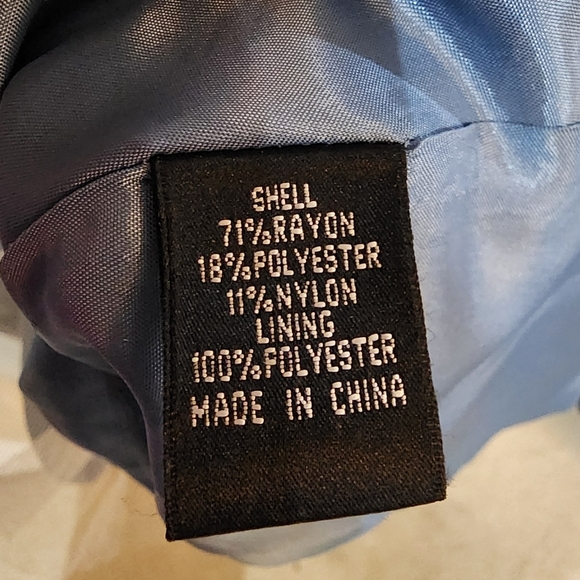 SHELL
71%RAYON
18%POLYESTER
11%NYLON
LINING
100%POLYESTER
MADE IN CHINA